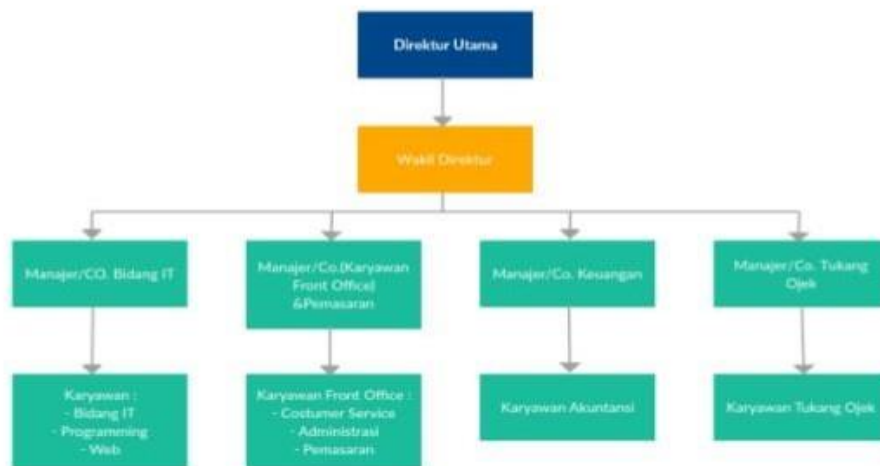 Direktur Utama
Wakil Direktur
Manajer/CO. Bidang IT
Manajer/Co.(Karyawan
Front Office)
&Pemasaran
Manajer/Co. Keuangan
Manajer/Co. Tukang
Ojek
Karyawan :
- Bidang IT
- Programming
- Web
Karyawan Front Office :
- Costumer Service
- Administrasi
- Pemasaran
Karyawan Akuntansi
Karyawan Tukang Ojek